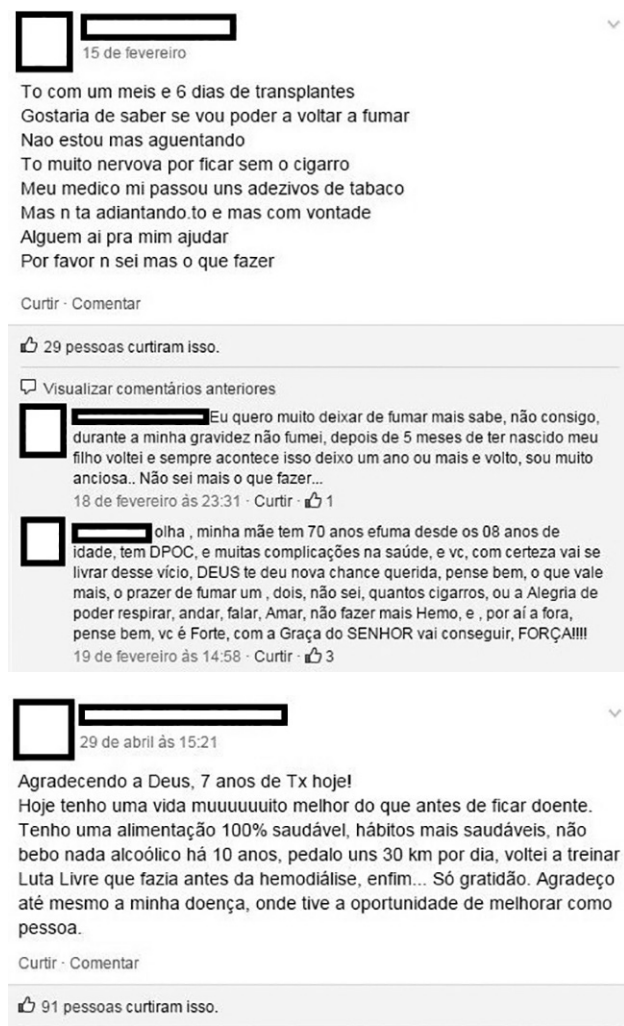 15 de fevereiro
To com um meis e 6 dias de transplantes
Gostaria de saber se vou poder a voltar a fumar
Nao estou mas aguentando
To muito nervova por ficar sem o cigarro
Meu medico mi passou uns adezivos de tabaco
Mas n ta adiantando.to e mas com vontade
Alguem ai pra mim ajudar
Por favor n sei mas o que fazer
Curtir · Comentar
29 pessoas curtiram isso.
Visualizar comentários anteriores
Eu quero muito deixar de fumar mais sabe, não consigo,
durante a minha gravidez não fumei, depois de 5 meses de ter nascido meu
filho voltei e sempre acontece isso deixo um ano ou mais e volto, sou muito
anciosa.. Não sei mais o que fazer...
18 de fevereiro às 23:31 · Curtir · 1
olha , minha mãe tem 70 anos efuma desde os 08 anos de
idade, tem DPOC, e muitas complicações na saúde, e vc, com certeza vai se
livrar desse vício, DEUS te deu nova chance querida, pense bem, o que vale
mais, o prazer de fumar um , dois, não sei, quantos cigarros, ou a Alegria de
poder respirar, andar, falar, Amar, não fazer mais Hemo, e , por aí a fora,
pense bem, vc é Forte, com a Graça do SENHOR vai conseguir, FORÇA!!!!
19 de fevereiro às 14:58 · Curtir · 3
29 de abril às 15:21
Agradecendo a Deus, 7 anos de Tx hoje!
Hoje tenho uma vida muuuuuuito melhor do que antes de ficar doente.
Tenho uma alimentação 100% saudável, hábitos mais saudáveis, não
bebo nada alcoólico há 10 anos, pedalo uns 30 km por dia, voltei a treinar
Luta Livre que fazia antes da hemodiálise, enfim... Só gratidão. Agradeço
até mesmo a minha doença, onde tive a oportunidade de melhorar como
pessoa.
Curtir · Comentar
91 pessoas curtiram isso.